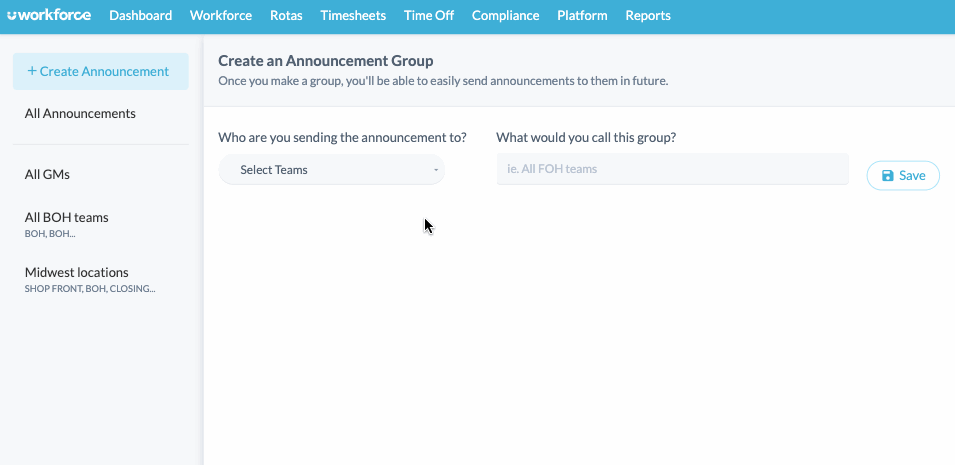 workforce Dashboard Workforce Rotas Timesheets Time Off Compliance Platform Reports
+ Create Announcement
All Announcements
All GMs
All BOH teams
BOH, BOH...
Midwest locations
SHOP FRONT, BOH, CLOSING...
Create an Announcement Group
Once you make a group, you'll be able to easily send announcements to them in future.
Who are you sending the announcement to?
Select Teams
What would you call this group?
ie. All FOH teams
Save